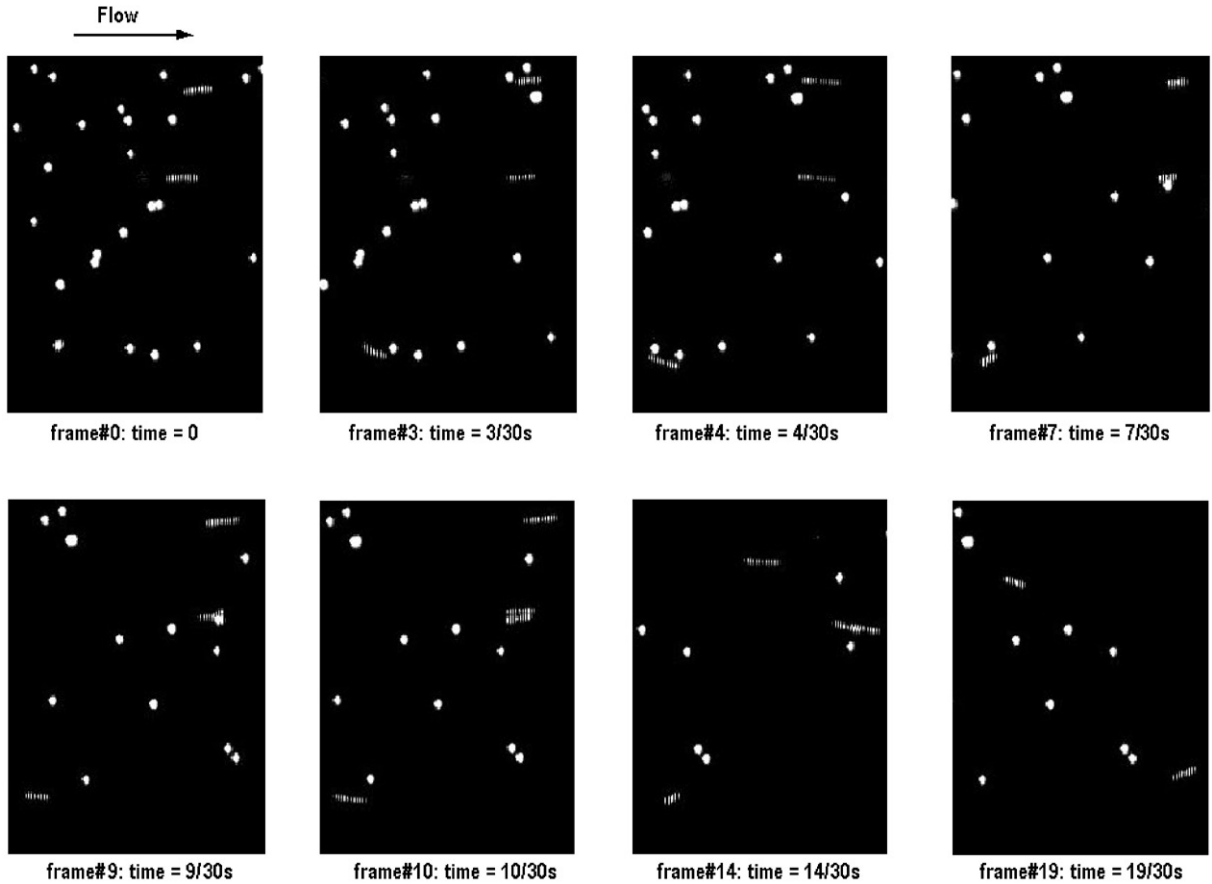 Flow
frame#0: time = 0
frame#3: time = 3/30s
frame#4: time = 4/30s
frame#7: time = 7/30s
frame#9: time = 9/30s
frame#10: time = 10/30s
frame#14: time = 14/30s
frame#19: time = 19/30s